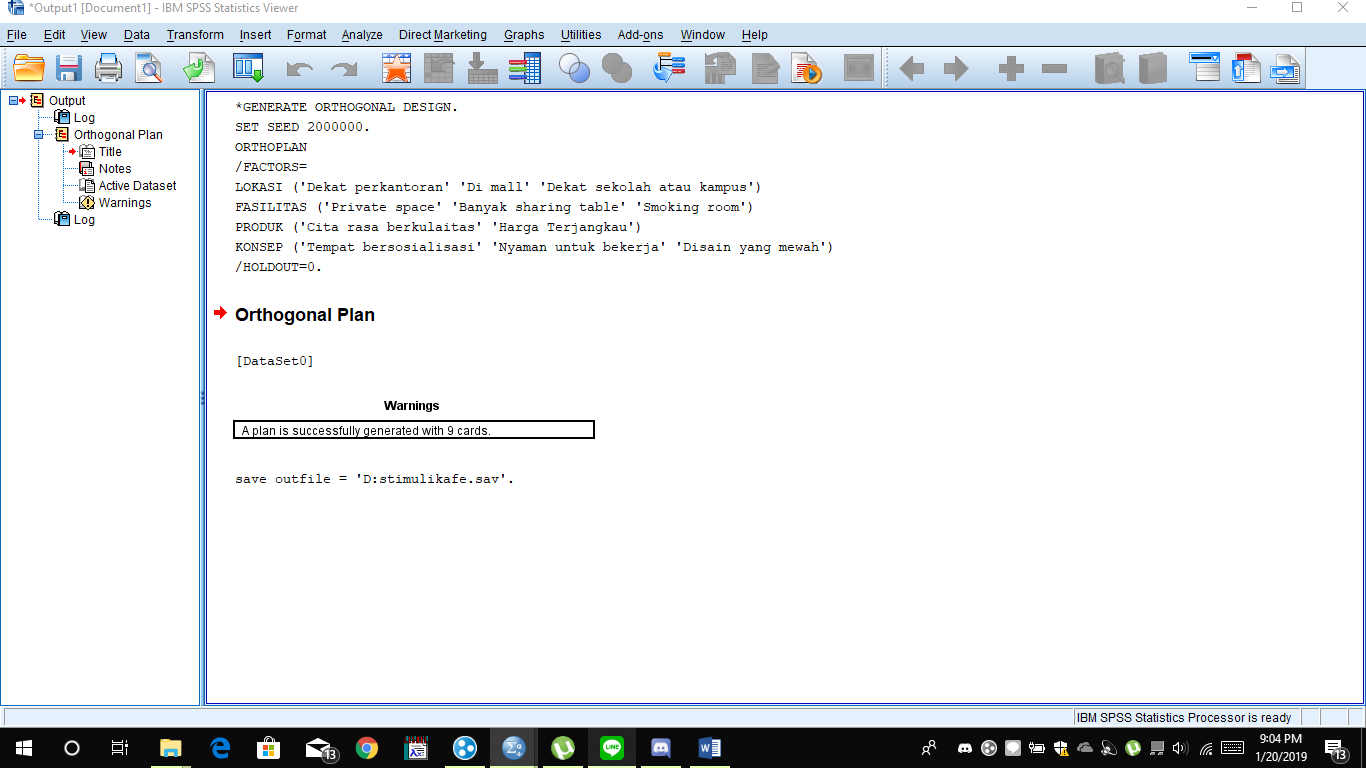 *Output1 [Document1] - IBM SPSS Statistics Viewer
File Edit View Data Transform Insert Format Analyze Direct Marketing Graphs Utilities Add-ons Window Help
Output
Log
Orthogonal Plan
Title
Notes
Active Dataset
Warnings
Log
*GENERATE ORTHOGONAL DESIGN.
SET SEED 2000000.
ORTHOPLAN
/FACTORS=
LOKASI ('Dekat perkantoran' 'Di mall' 'Dekat sekolah atau kampus')
FASILITAS ('Private space' 'Banyak sharing table' 'Smoking room')
PRODUK ('Cita rasa berkulaitas' 'Harga Terjangkau')
KONSEP ('Tempat bersosialisasi' 'Nyaman untuk bekerja' 'Disain yang mewah')
/HOLDOUT=0.
Orthogonal Plan
[DataSet0]
Warnings
A plan is successfully generated with 9 cards.
save outfile = 'D:stimulikafe.sav'.
IBM SPSS Statistics Processor is ready
13
LINE
9:04 PM
1/20/2019
13